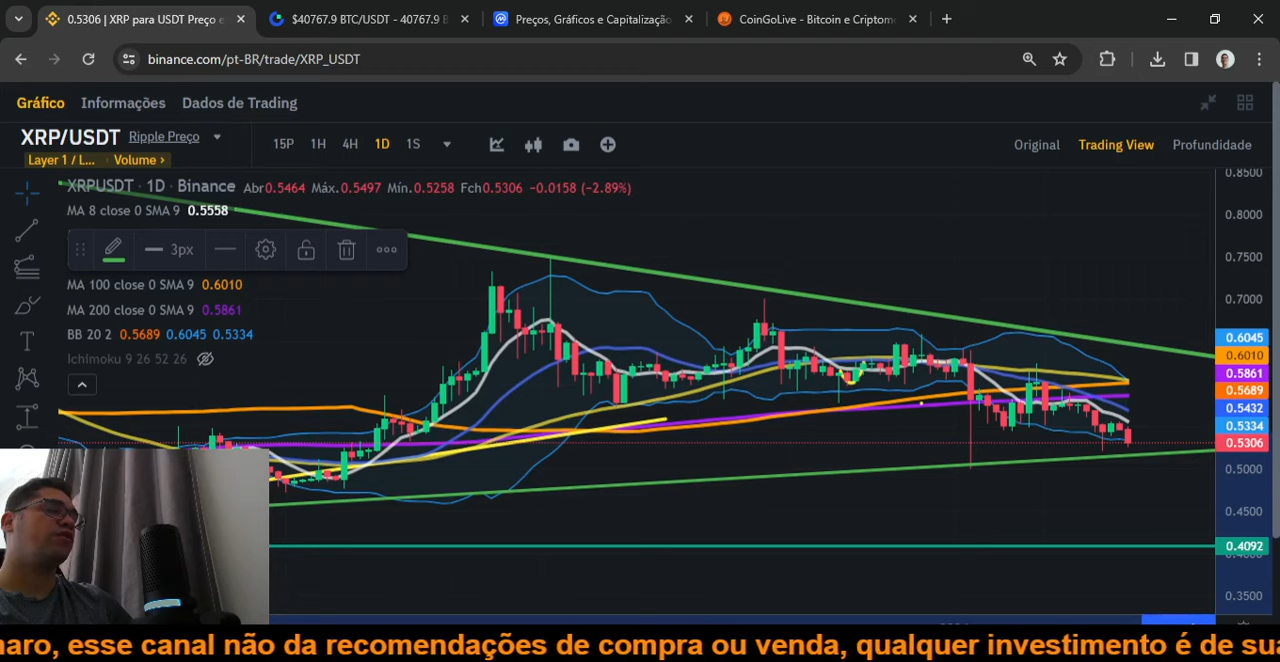 0.5306 | XRP para USDT Preço e
$40767.9 BTC/USDT - 40767.9 B
Preços, Gráficos e Capitalização
CoinGoLive - Bitcoin e Criptom
binance.com/pt-BR/trade/XRP_USDT
Gráfico Informações Dados de Trading
XRP/USDT Ripple Preço
Layer 1 / L... Volume ›
15P 1H 4H 1D 1S
Original Trading View Profundidade
XRPUSDT · 1D · Binance Abr0.5464 Máx.0.5497 Mín.0.5258 Fch0.5306 -0.0158 (-2.89%)
MA 8 close 0 SMA 9 0.5558
3px
MA 100 close 0 SMA 9 0.6010
MA 200 close 0 SMA 9 0.5861
BB 20 2 0.5689 0.6045 0.5334
Ichimoku 9 26 52 26
0.8500
0.8000
0.7500
0.7000
0.6045
0.6010
0.5861
0.5689
0.5432
0.5334
0.5306
0.5000
0.4500
0.4092
0.3500
naro, esse canal não da recomendações de compra ou venda, qualquer investimento é de sua